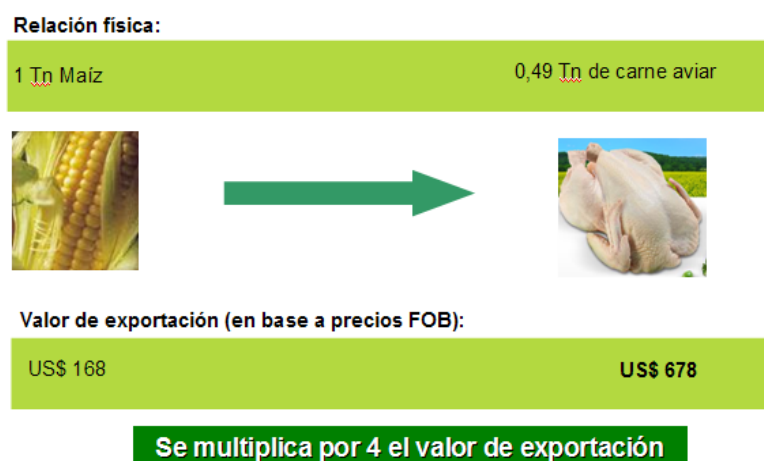 Relación física:
1 Tn Maíz
0,49 Tn de carne aviar
Valor de exportación (en base a precios FOB):
US$ 168
US$ 678
Se multiplica por 4 el valor de exportación